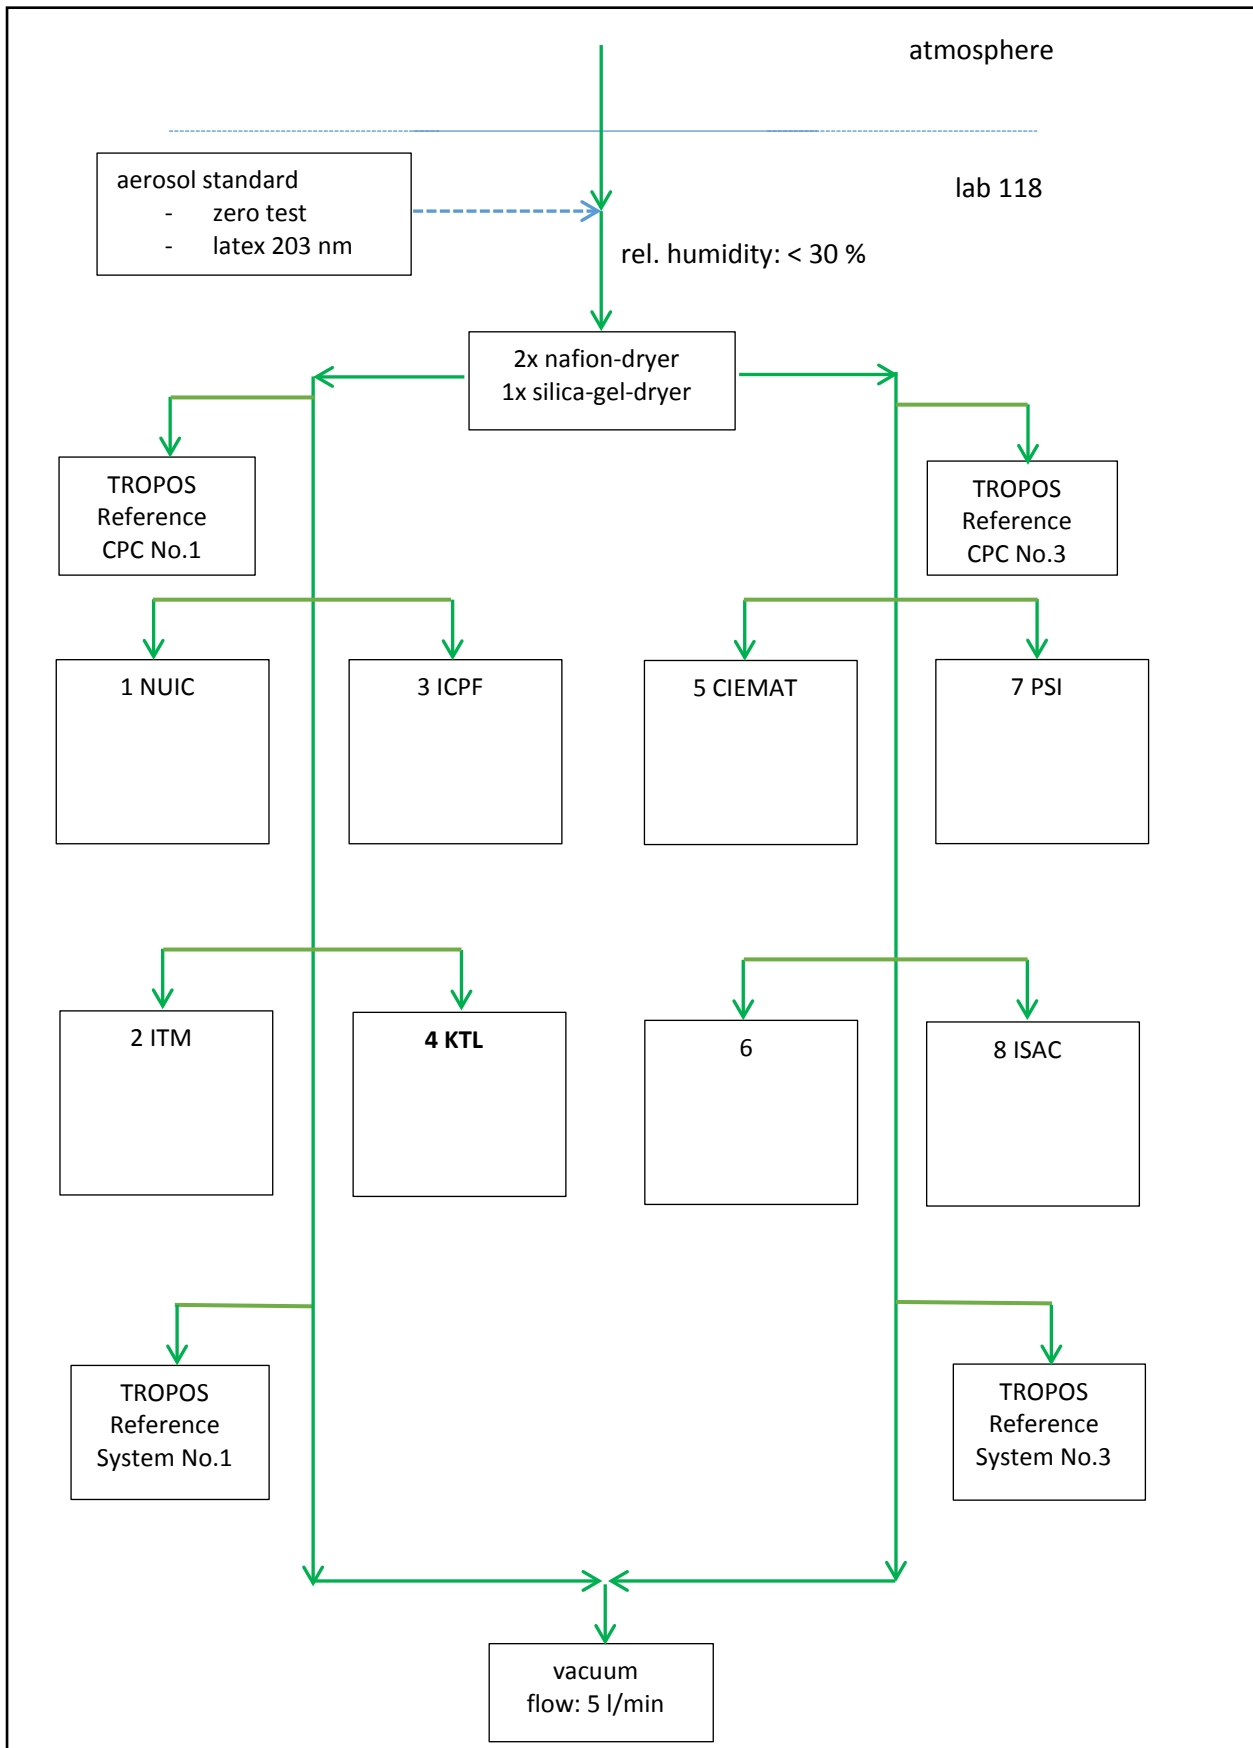 atmosphere
aerosol standard
- zero test
- latex 203 nm
lab 118
rel. humidity: < 30 %
2x nafion-dryer
1x silica-gel-dryer
TROPOS
Reference
CPC No.1
TROPOS
Reference
CPC No.3
1 NUIC
3 ICPF
5 CIEMAT
7 PSI
2 ITM
4 KTL
6
8 ISAC
TROPOS
Reference
System No.1
TROPOS
Reference
System No.3
vacuum
flow: 5 l/min